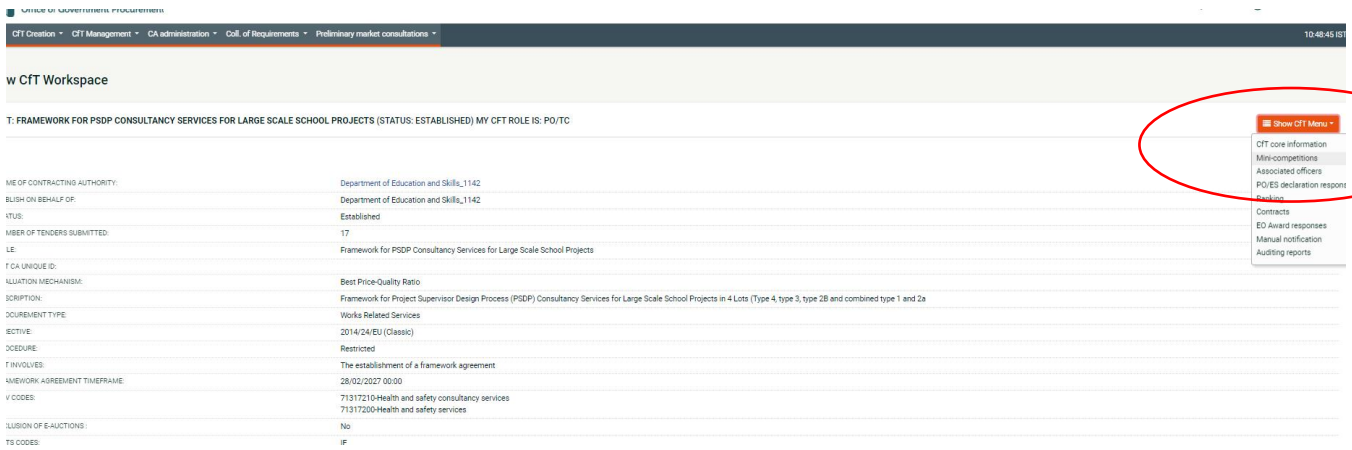 Office of Government Procurement
CfT Creation CfT Management CA administration Coll. of Requirements Preliminary market consultations 10:48:45 IST
w CfT Workspace
T: FRAMEWORK FOR PSDP CONSULTANCY SERVICES FOR LARGE SCALE SCHOOL PROJECTS (STATUS: ESTABLISHED) MY CFT ROLE IS: PO/TC
Show CfT Menu
CfT core information
Mini-competitions
Associated officers
PO/ES declaration respons
Ranking
Contracts
EO Award responses
Manual notification
Auditing reports
ME OF CONTRACTING AUTHORITY: Department of Education and Skills_1142
BLISH ON BEHALF OF: Department of Education and Skills_1142
ATUS: Established
MBER OF TENDERS SUBMITTED: 17
LE: Framework for PSDP Consultancy Services for Large Scale School Projects
T CA UNIQUE ID:
ALUATION MECHANISM: Best Price-Quality Ratio
SCRIPTION: Framework for Project Supervisor Design Process (PSDP) Consultancy Services for Large Scale School Projects in 4 Lots (Type 4, type 3, type 2B and combined type 1 and 2a
OCUREMENT TYPE: Works Related Services
ECTIVE: 2014/24/EU (Classic)
OCEDURE: Restricted
T INVOLVES: The establishment of a framework agreement
AMEWORK AGREEMENT TIMEFRAME: 28/02/2027 00:00
V CODES: 71317210-Health and safety consultancy services
71317200-Health and safety services
CLUSION OF E-AUCTIONS : No
TS CODES: IF